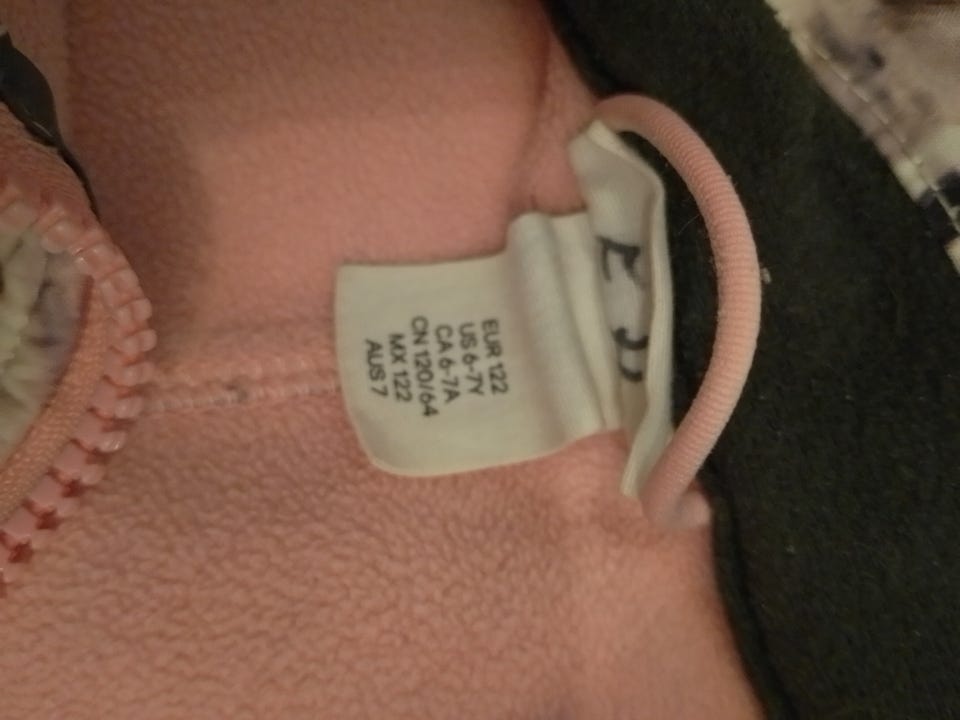 EUR 122
US 6-7Y
CA 6-7A
CN 120/64
MX 122
AUS 7